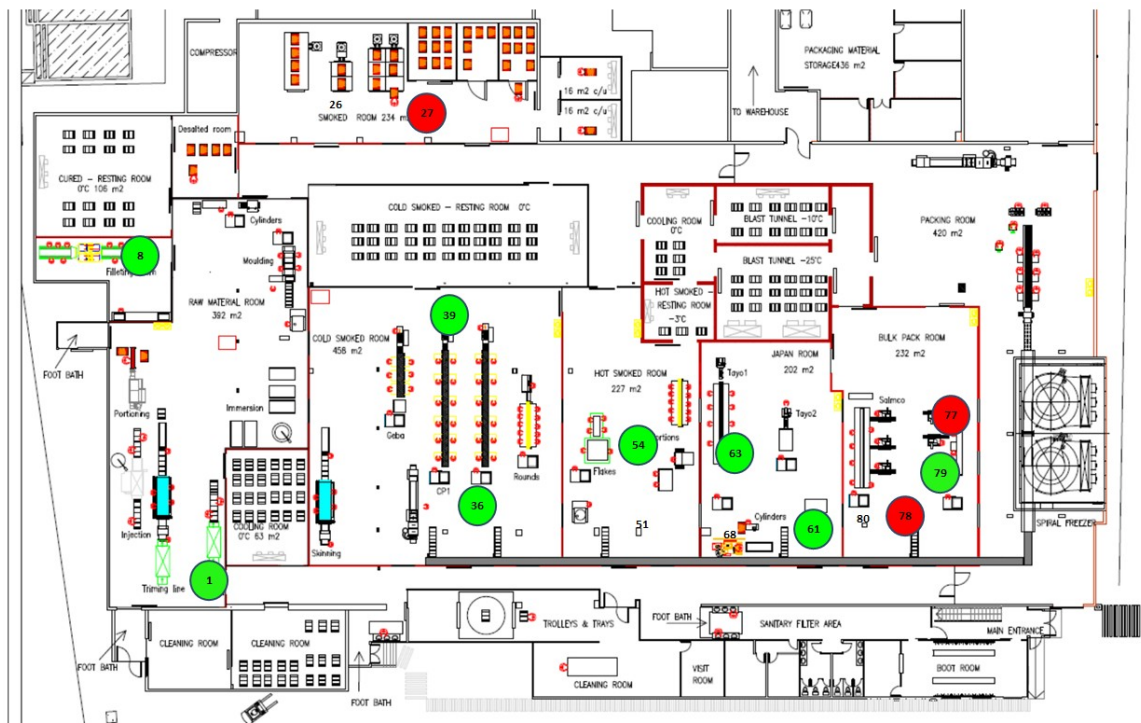 COMPRESSOR
PACKAGING MATERIAL
STORAGE436 m2
TO WAREHOUSE
26
27
SMOKED ROOM 234 m
16 m2 c/u
16 m2 c/u
Desalted room
CURED – RESTING ROOM
0°C 106 m2
Cylinders
COLD SMOKED – RESTING ROOM 0°C
COOLING ROOM
0°C
BLAST TUNNEL –10°C
PACKING ROOM
420 m2
8
Moulding
BLAST TUNNEL –25°C
RAW MATERIAL ROOM
392 m2
HOT SMOKED –
RESTING ROOM
–3°C
39
COLD SMOKED ROOM
456 m2
JAPAN ROOM
202 m2
BULK PACK ROOM
232 m2
FOOT BATH
HOT SMOKED ROOM
227 m2
Tayo1
Salmco
Portioning
Immersion
Geba
Tayo2
77
54
63
79
Flakes
CP1
Rounds
36
51
Cylinders
61
80
78
68
Injection
COOLING ROOM
0°C 63 m2
Skinning
SPIRAL FREEZER
1
Triming line
TROLLEYS & TRAYS
FOOT BATH
SANITARY FILTER AREA
MAIN ENTRANCE
CLEANING ROOM
CLEANING ROOM
FOOT BATH
FOOT BATH
CLEANING ROOM
VISIT
ROOM
BOOT ROOM